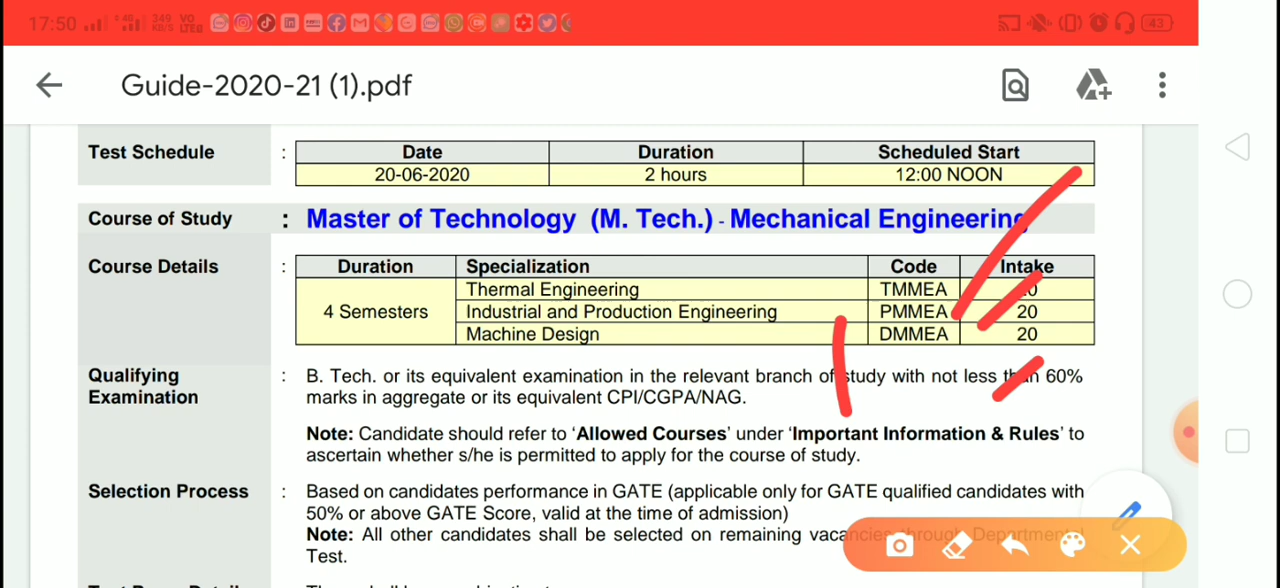 17:50 4G 349 KB/S VO LTE 43
Guide-2020-21 (1).pdf
Test Schedule : Date Duration Scheduled Start
20-06-2020 2 hours 12:00 NOON
Course of Study : Master of Technology (M. Tech.) - Mechanical Engineering
Course Details : Duration Specialization Code Intake
Thermal Engineering TMMEA 20
4 Semesters Industrial and Production Engineering PMMEA 20
Machine Design DMMEA 20
Qualifying : B. Tech. or its equivalent examination in the relevant branch of study with not less than 60%
Examination marks in aggregate or its equivalent CPI/CGPA/NAG.
Note: Candidate should refer to ‘Allowed Courses’ under ‘Important Information & Rules’ to
ascertain whether s/he is permitted to apply for the course of study.
Selection Process : Based on candidates performance in GATE (applicable only for GATE qualified candidates with
50% or above GATE Score, valid at the time of admission)
Note: All other candidates shall be selected on remaining vacancies through Departmental
Test.